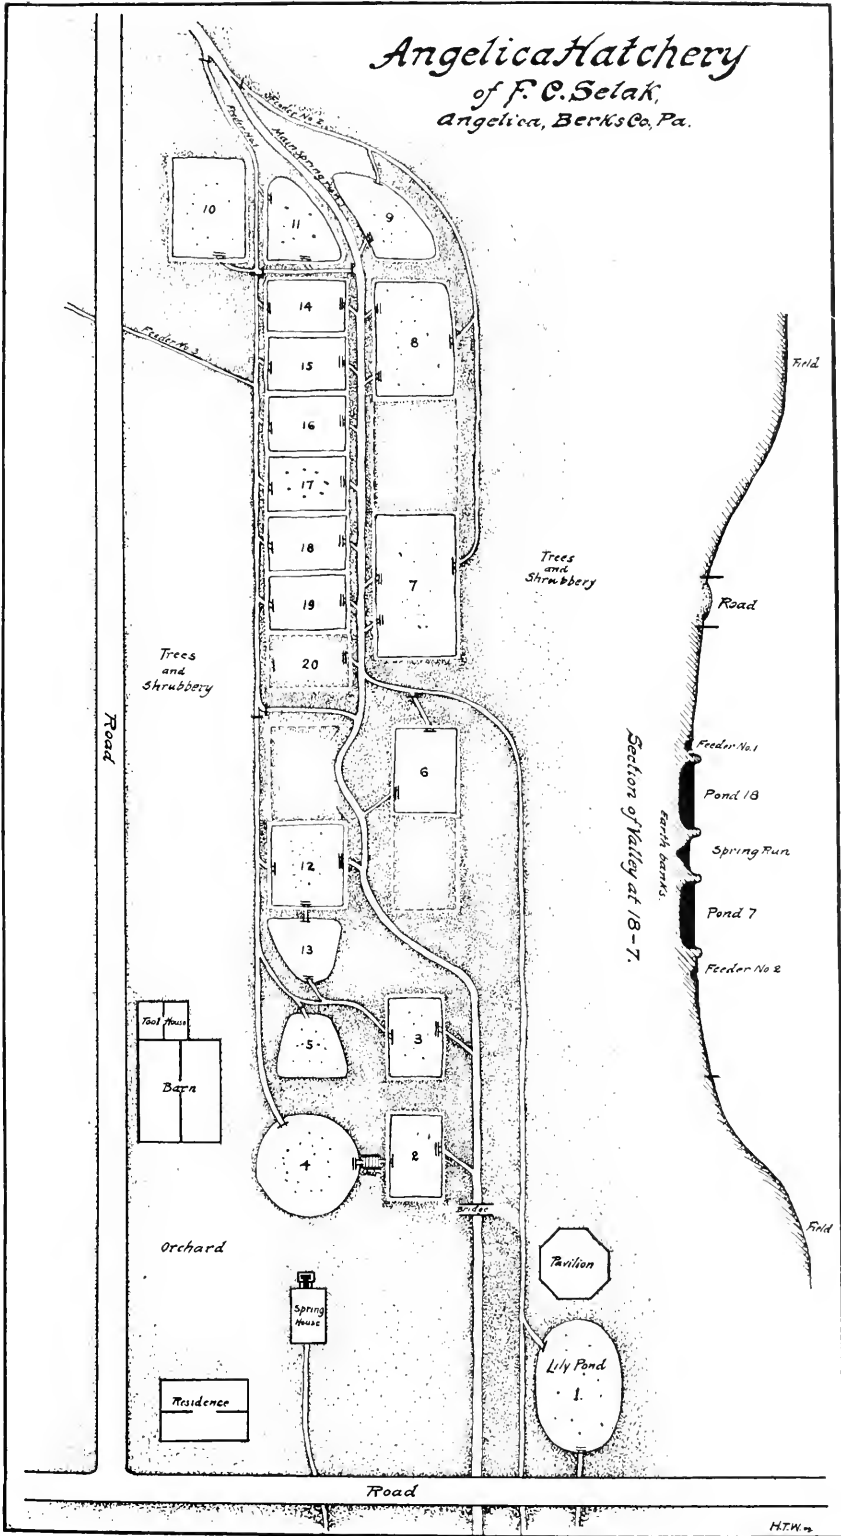 Angelica Hatchery
of F. C. Selak,
Angelica, Berks Co., Pa.
Feeder No. 2
Feeder No. 1
Main Spring Run
10
11
9
14
8
Feeder No 3
15
16
17
18
7
19
20
Trees
and
Shrubbery
Trees
and
Shrubbery
Road
6
12
13
Tool House
3
5
Barn
4
2
Bridge
Orchard
Pavilion
Spring
House
Lily Pond
1.
Residence
Road
Field
Road
Feeder No. 1
Pond 18
Spring Run
Earth banks.
Pond 7
Feeder No 2
Section of Valley at 18-7.
Field